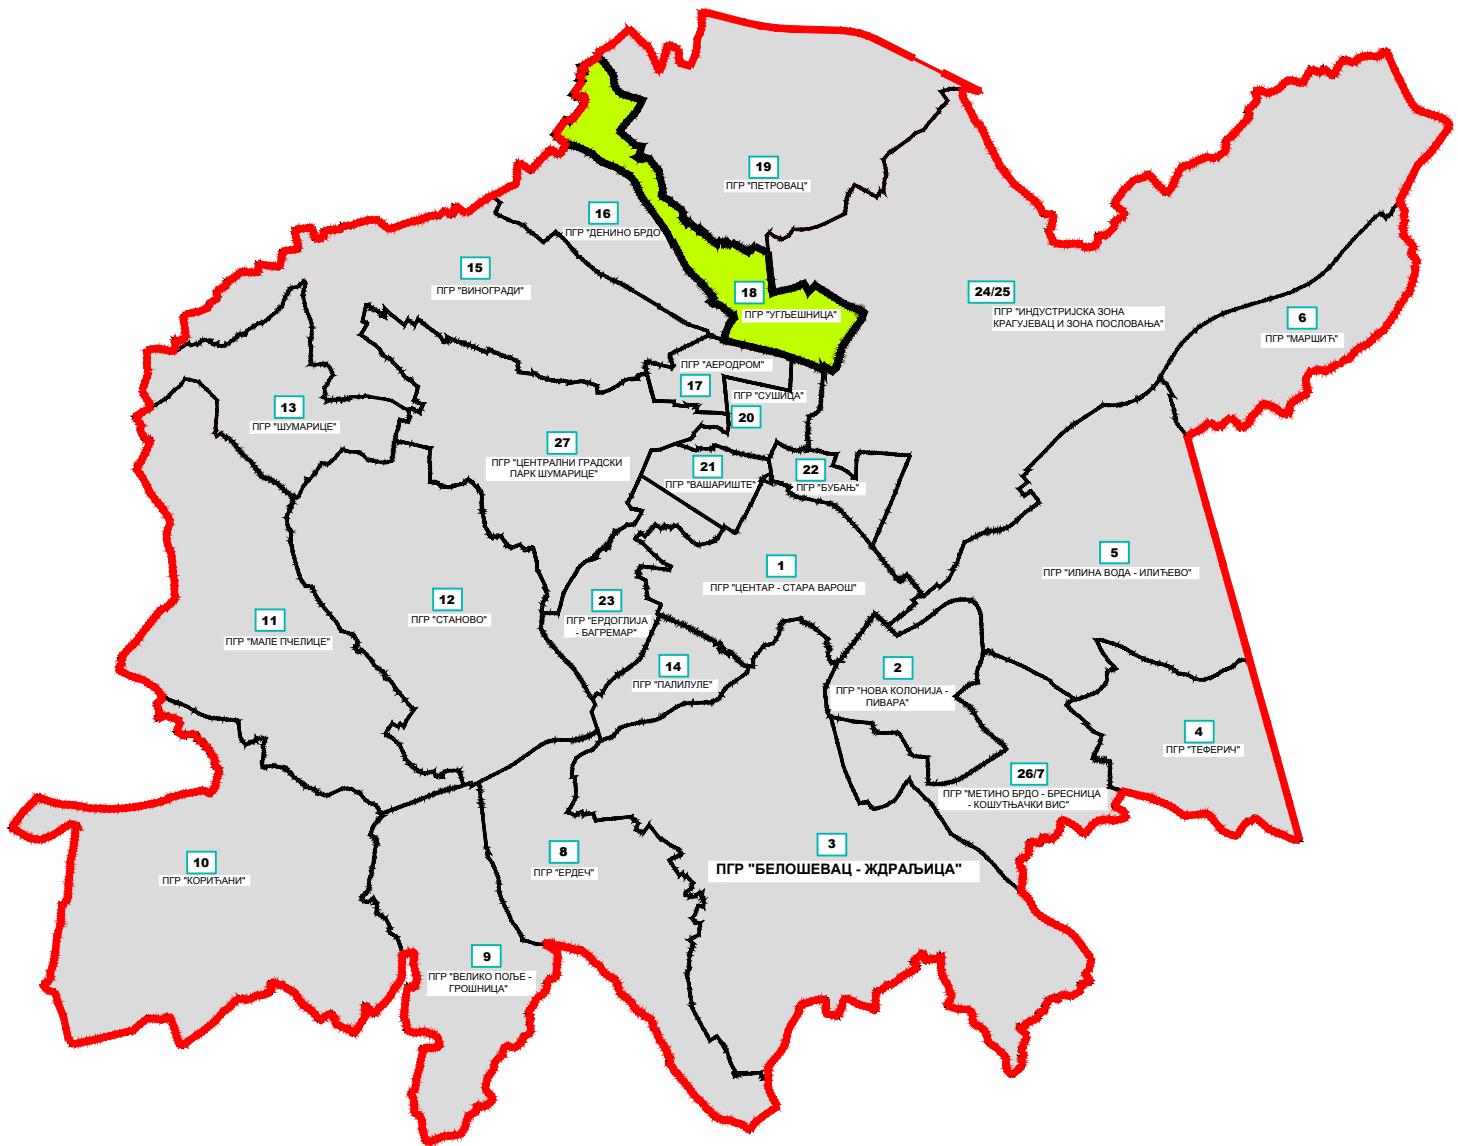 19
ПГР "ПЕТРОВАЦ"
16
ПГР "ДЕНИНО БРДО
15
ПГР "ВИНОГРАДИ"
18
ПГР "УГЉЕШНИЦА"
24/25
ПГР "ИНДУСТРИЈСКА ЗОНА
КРАГУЈЕВАЦ И ЗОНА ПОСЛОВАЊА"
6
ПГР "МАРШИЋ"
ПГР "АЕРОДРОМ"
17
ПГР "СУШИЦА"
20
13
ПГР "ШУМАРИЦЕ"
27
ПГР "ЦЕНТРАЛНИ ГРАДСКИ
ПАРК ШУМАРИЦЕ"
21
ПГР "ВАШАРИШТЕ"
22
ПГР "БУБАЊ"
5
ПГР "ИЛИНА ВОДА - ИЛИЋЕВО"
1
ПГР "ЦЕНТАР - СТАРА ВАРОШ"
12
ПГР "СТАНОВО"
23
ПГР "ЕРДОГЛИЈА
- БАГРЕМАР"
11
ПГР "МАЛЕ ПЧЕЛИЦЕ"
14
ПГР "ПАЛИЛУЛЕ"
2
ПГР "НОВА КОЛОНИЈА -
ПИВАРА"
4
ПГР "ТЕФЕРИЧ"
26/7
ПГР "МЕТИНО БРДО - БРЕСНИЦА
- КОШУТЊАЧКИ ВИС"
3
ПГР "БЕЛОШЕВАЦ - ЖДРАЉИЦА"
8
ПГР "ЕРДЕЧ"
10
ПГР "КОРИЋАНИ"
9
ПГР "ВЕЛИКО ПОЉЕ -
ГРОШНИЦА"